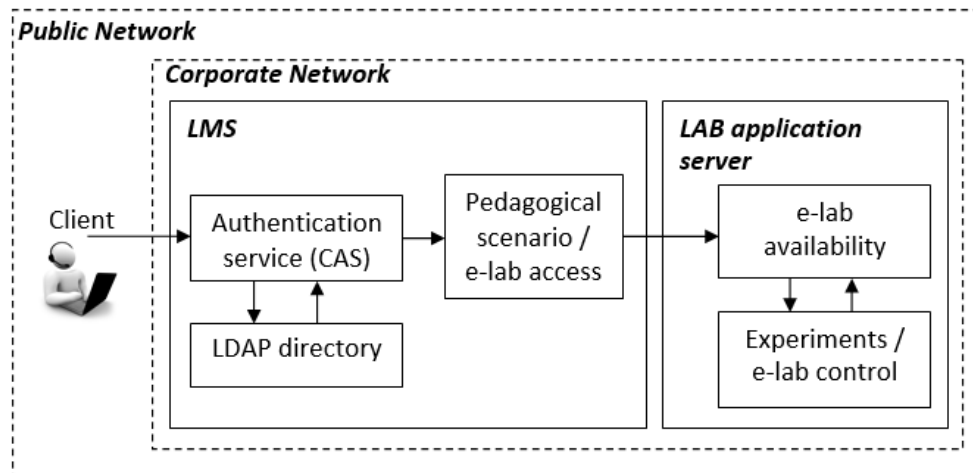 Public Network
Corporate Network
LMS
LAB application
server
Client
Authentication
service (CAS)
Pedagogical
scenario /
e-lab access
e-lab
availability
LDAP directory
Experiments /
e-lab control